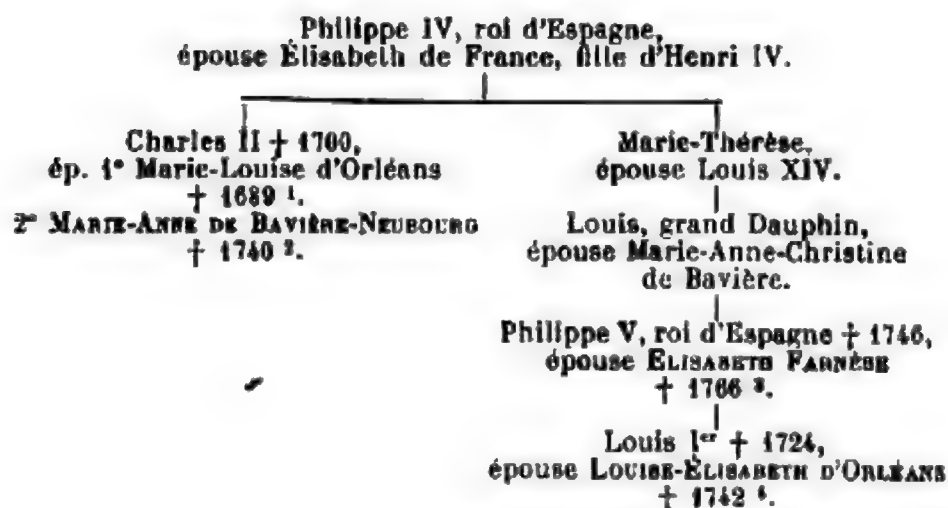 Philippe IV, roi d'Espagne,
épouse Élisabeth de France, fille d'Henri IV.
Charles II † 1700,
ép. 1° Marie-Louise d'Orléans
† 1689 1.
2° MARIE-ANNE DE BAVIÈRE-NEUBOURG
† 1740 2.
Marie-Thérèse,
épouse Louis XIV.
Louis, grand Dauphin,
épouse Marie-Anne-Christine
de Bavière.
Philippe V, roi d'Espagne † 1746,
épouse ELISABETH FARNÈSE
† 1766 3.
Louis Ier † 1724,
épouse LOUISE-ÉLISABETH D'ORLÉANS
† 1742 4.